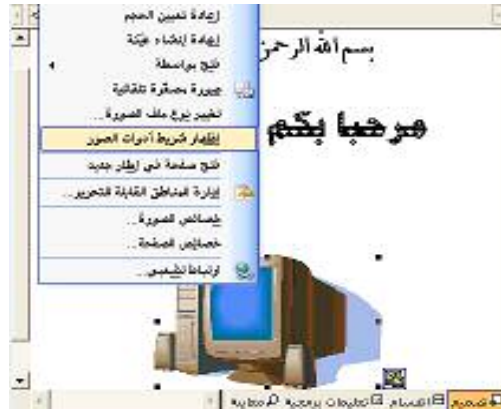 إعادة تعيين الحجم
إعادة إنشاء عيّنة
فتح بواسطة
صورة مصغّرة تلقائية
تغيير نوع ملف الصورة...
إظهار شريط أدوات الصور
فتح صفحة في إطار جديد
إدارة المناطق القابلة للتحرير...
خصائص الصورة...
خصائص الصفحة...
ارتباط تشعبي...
بسم الله الرحمن
مرحبا بكم
تصميم انقسام تعليمات برمجية معاينة